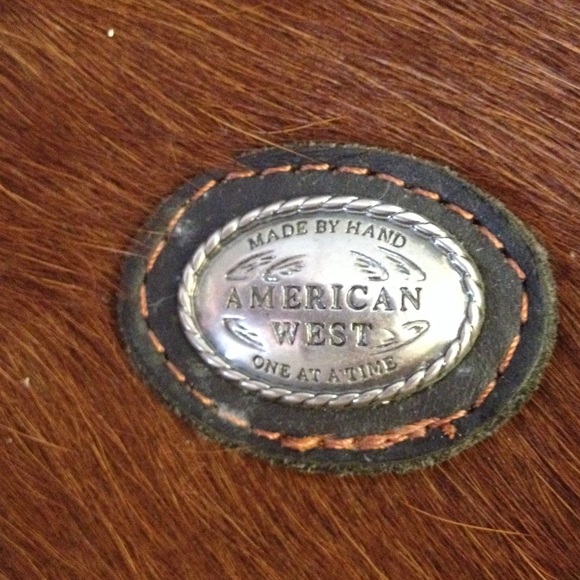 MADE BY HAND
AMERICAN
WEST
ONE AT A TIME